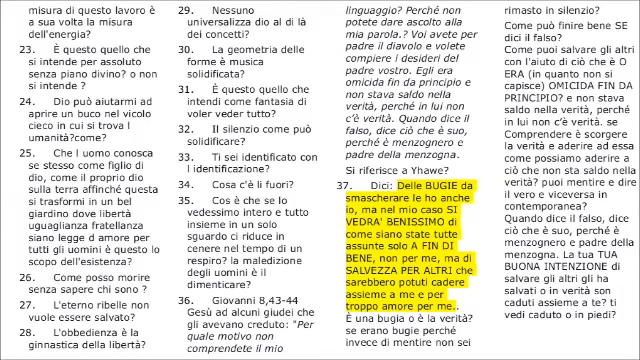 misura di questo lavoro è
a sua volta la misura
dell'energia?
23. È questo quello che
si intende per assoluto
senza piano divino? o non
si intende ?
24. Dio può aiutarmi ad
aprire un buco nel vicolo
cieco in cui si trova l
umanità?come?
25. Che l uomo conosca
se stesso come figlio di
dio, come il proprio dio
sulla terra affinché questa
si trasformi in un bel
giardino dove libertà
uguaglianza fratellanza
siano legge di amore per
tutti gli uomini è questo lo
scopo dell'esistenza?
26. Come posso morire
senza sapere chi sono ?
27. L'eterno ribelle non
vuole essere salvato?
28. L'obbedienza è la
ginnastica della libertà?
29. Nessuno
universalizza dio al di là
dei concetti?
30. La geometria delle
forme è musica
solidificata?
31. È questo quello che
intendi come fantasia di
voler veder tutto?
32. Il silenzio come può
solidificare?
33. Ti sei identificato con
l identificazione?
34. Cosa c'è li fuori?
35. Cos è che se lo
vedessimo intero e tutto
insieme in un solo
sguardo ci riduce in
cenere nel tempo di un
respiro? la maledizione
degli uomini è il
dimenticare?
36. Giovanni 8,43-44
Gesù ad alcuni giudei che
gli avevano creduto: "Per
quale motivo non
comprendete il mio
linguaggio? Perché non
potete dare ascolto alla
mia parola.? Voi avete per
padre il diavolo e volete
compiere i desideri del
padre vostro. Egli era
omicida fin da principio e
non stava saldo nella
verità, perché in lui non
c'è verità. Quando dice il
falso, dice ciò che è suo,
perché è menzognero e
padre della menzogna.
Si riferisce a Yhawe?
37. Dici: Delle BUGIE da
smascherare le ho anche
io, ma nel mio caso SI
VEDRA' BENISSIMO di
come siano state tutte
assunte solo A FIN DI
BENE, non per me, ma di
SALVEZZA PER ALTRI che
sarebbero potuti cadere
assieme a me e per
troppo amore per me..
È una bugia o è la verità?
se erano bugie perché
invece di mentire non sei
rimasto in silenzio?
Come può finire bene SE
dici il falso?
Come puoi salvare gli altri
con l'aiuto di ciò che è O
ERA (in quanto non si
capisce) OMICIDA FIN DA
PRINCIPIO? e non stava
saldo nella verità, perché
in lui non c'è verità. se
Comprendere è scorgere
la verità e aderire ad essa
come possiamo aderire a
ciò che non sta saldo nella
verità? puoi mentire e dire
il vero e viceversa in
contemporanea?
Quando dice il falso, dice
ciò che è suo, perché è
menzognero e padre della
menzogna. La tua TUA
BUONA INTENZIONE di
salvare gli altri gli ha
salvati o in verità son
caduti assieme a te? ti
vedi caduto o in piedi?